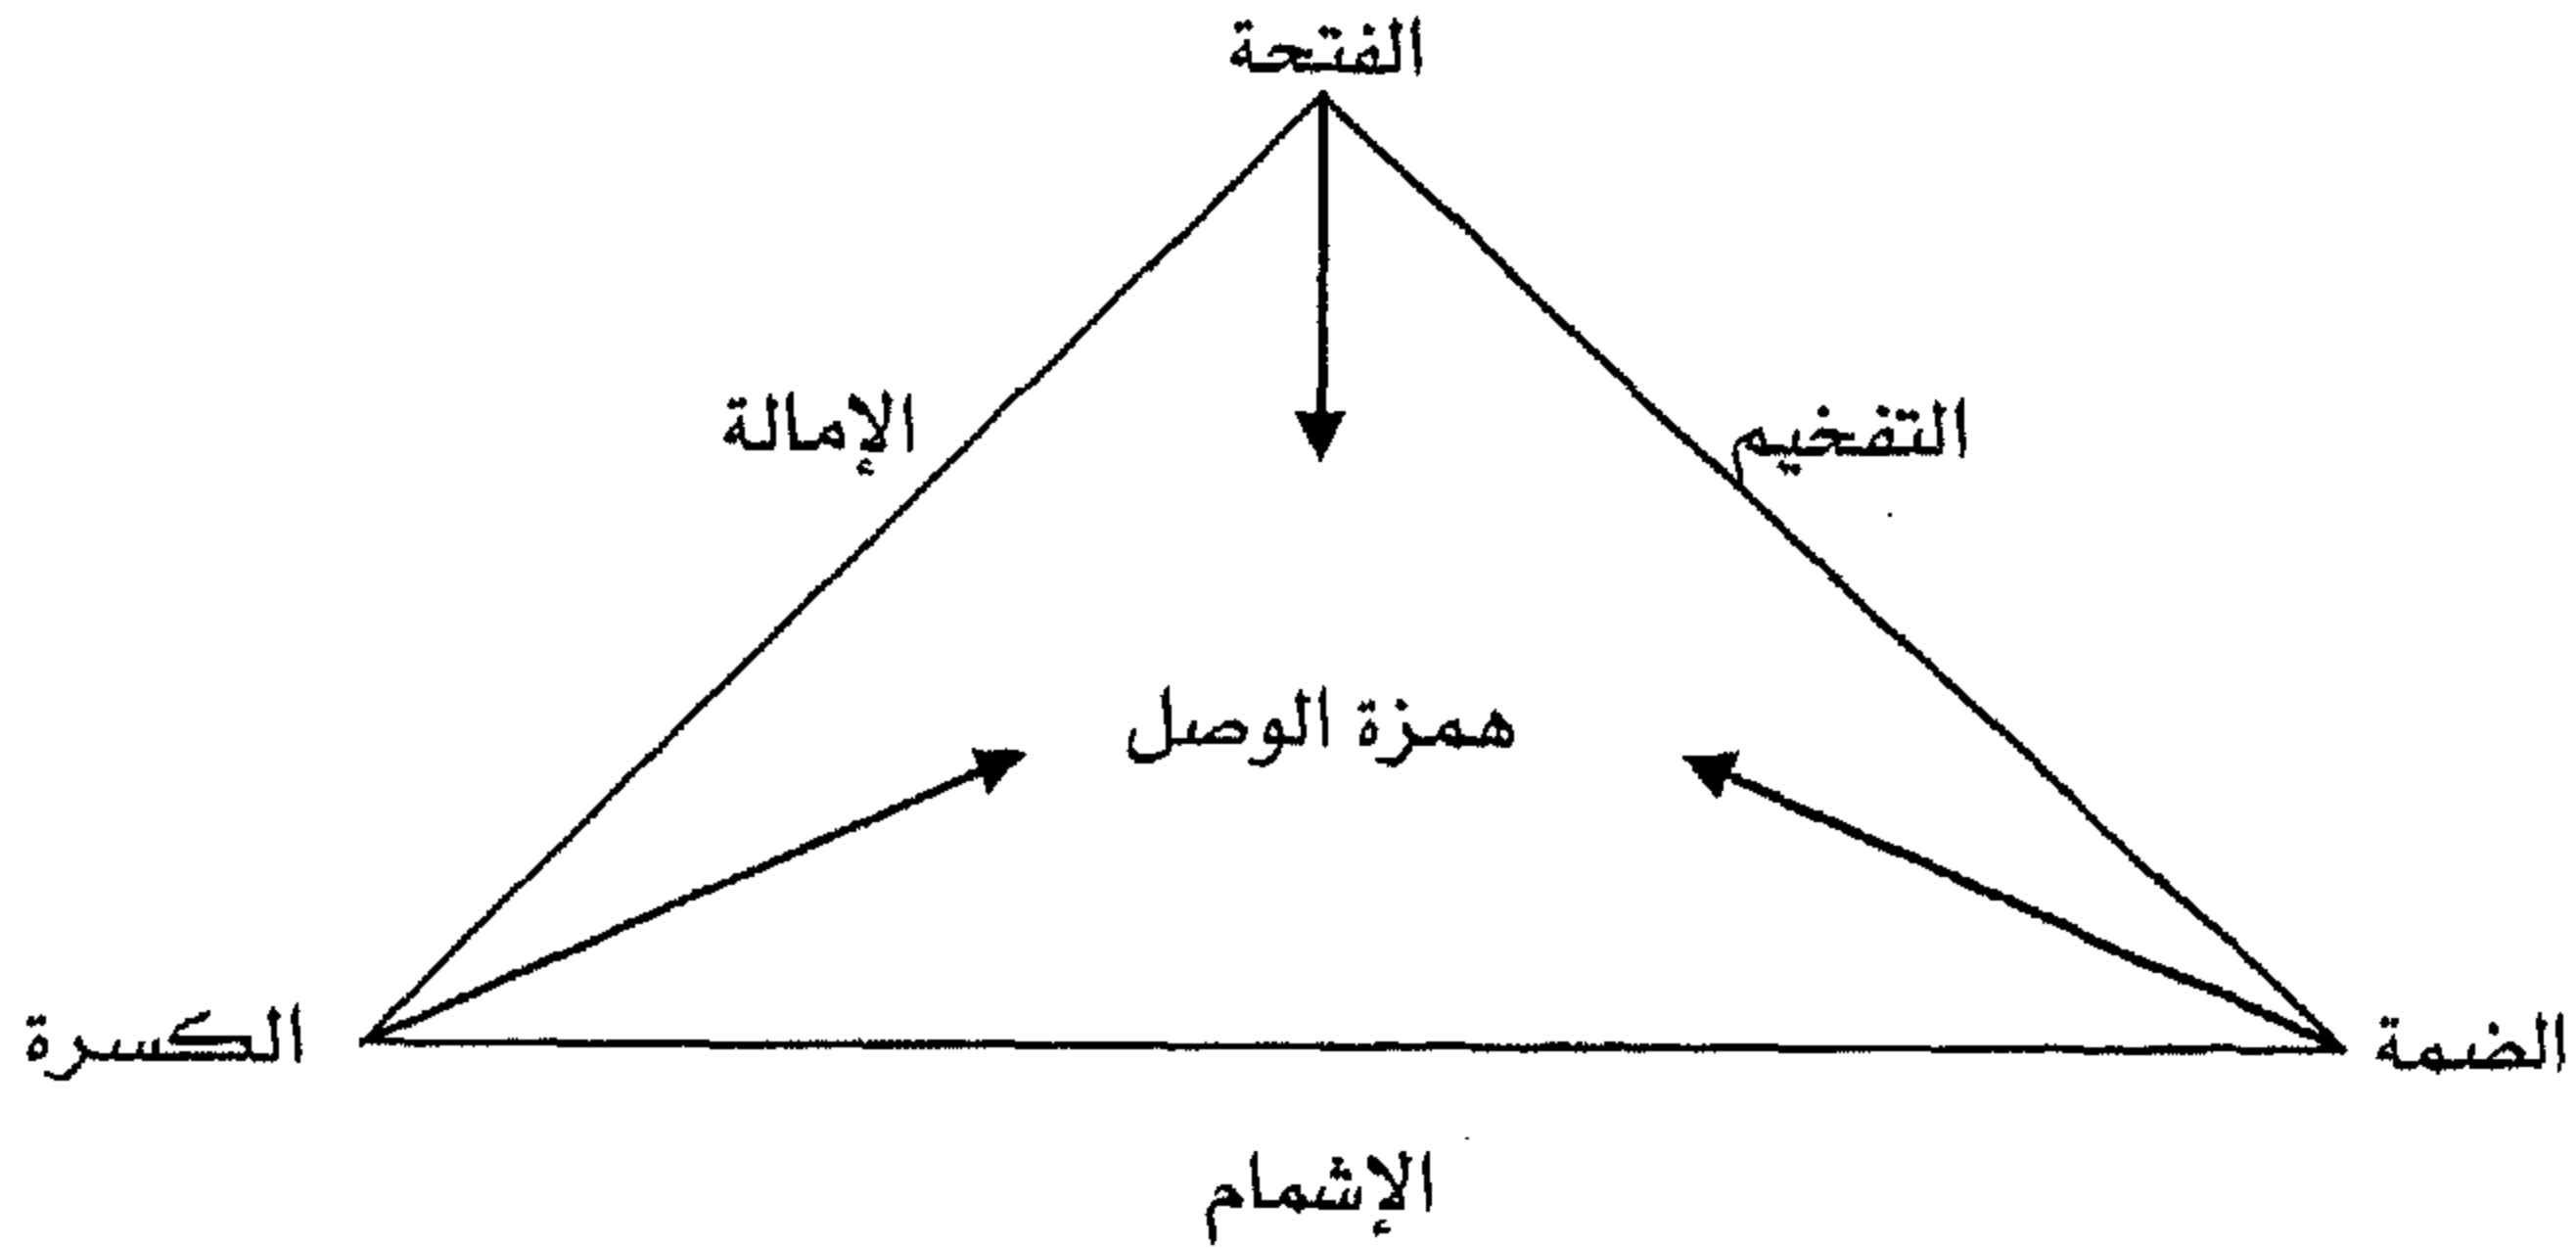 الفتحة
التفخيم
الإمالة
همزة الوصل
الضمة
الكسرة
الإشمام